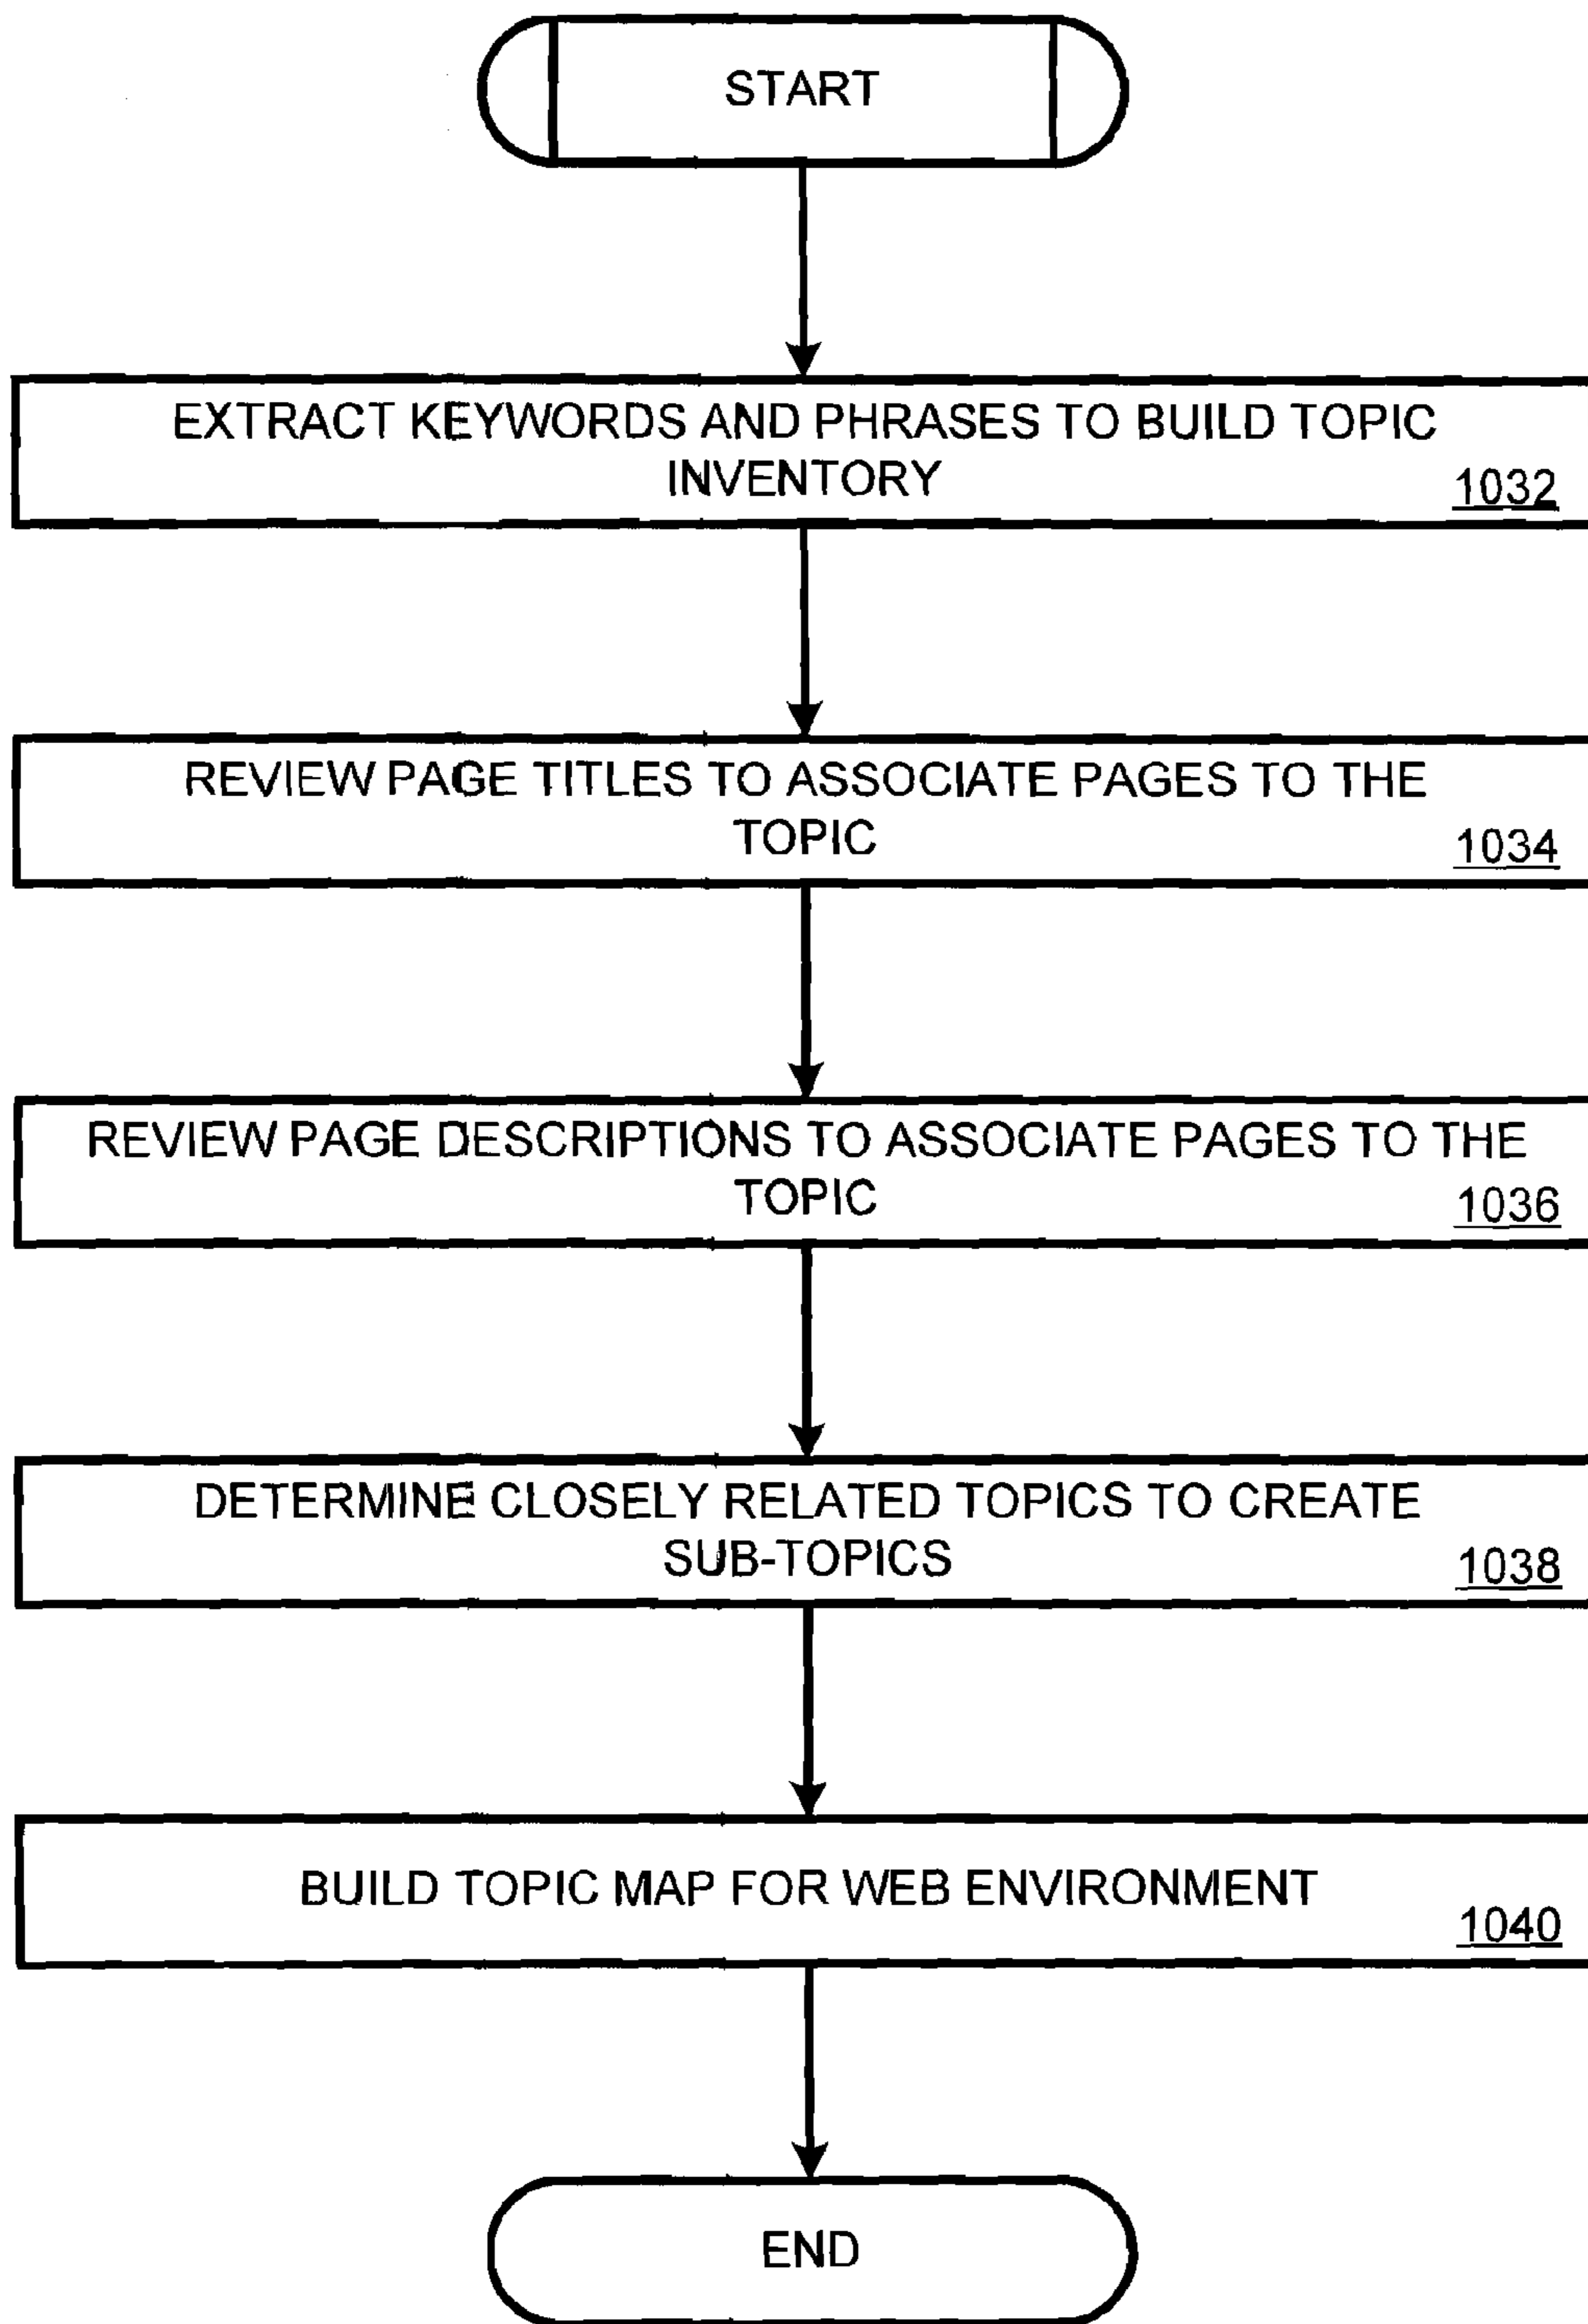 START
EXTRACT KEYWORDS AND PHRASES TO BUILD TOPIC
INVENTORY
1032
REVIEW PAGE TITLES TO ASSOCIATE PAGES TO THE
TOPIC
1034
REVIEW PAGE DESCRIPTIONS TO ASSOCIATE PAGES TO THE
TOPIC
1036
DETERMINE CLOSELY RELATED TOPICS TO CREATE
SUB-TOPICS
1038
BUILD TOPIC MAP FOR WEB ENVIRONMENT
1040
END